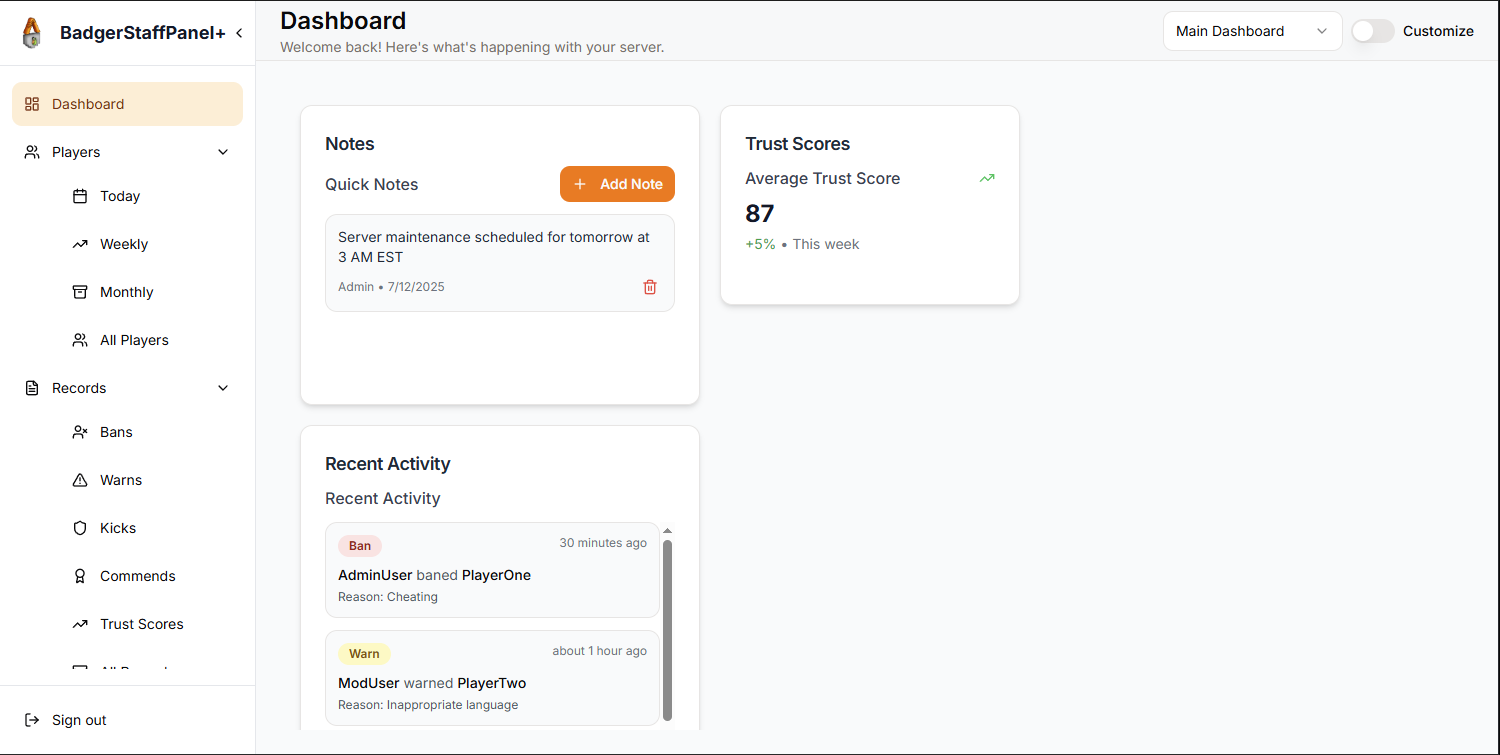 BadgerStaffPanel+
Dashboard
Players
Today
Weekly
Monthly
All Players
Records
Bans
Warns
Kicks
Commends
Trust Scores
Sign out
Dashboard
Welcome back! Here's what's happening with your server.
Main Dashboard
Customize
Notes
Quick Notes
Add Note
Server maintenance scheduled for tomorrow at
3 AM EST
Admin • 7/12/2025
Trust Scores
Average Trust Score
87
+5% • This week
Recent Activity
Recent Activity
Ban
30 minutes ago
AdminUser baned PlayerOne
Reason: Cheating
Warn
about 1 hour ago
ModUser warned PlayerTwo
Reason: Inappropriate language